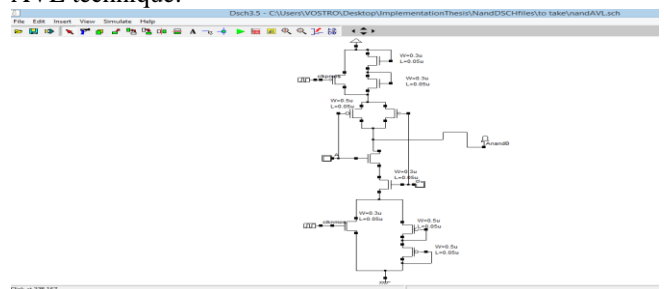 AVL technique.
Dsch3.5 - C:\Users\VOSTRO\Desktop\ImplementationThesis\NandDSCHfiles\to take\nandAVL.sch
File Edit Insert View Simulate Help
W=0.3u
L=0.05u
W=0.3u
L=0.05u
W=0.5u
L=0.05u
AnandB
W=0.3u
L=0.05u
W=0.3u
L=0.05u
W=0.5u
L=0.05u
W=0.5u
L=0.05u